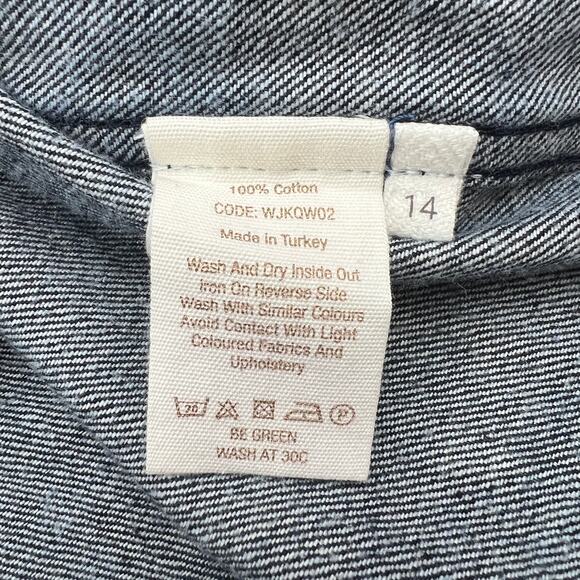 100% Cotton
CODE: WJKQW02
Made in Turkey
Wash And Dry Inside Out
Iron On Reverse Side
Wash With Similar Colours
Avoid Contact With Light
Coloured Fabrics And
Upholstery
30 P
BE GREEN
WASH AT 30C
14